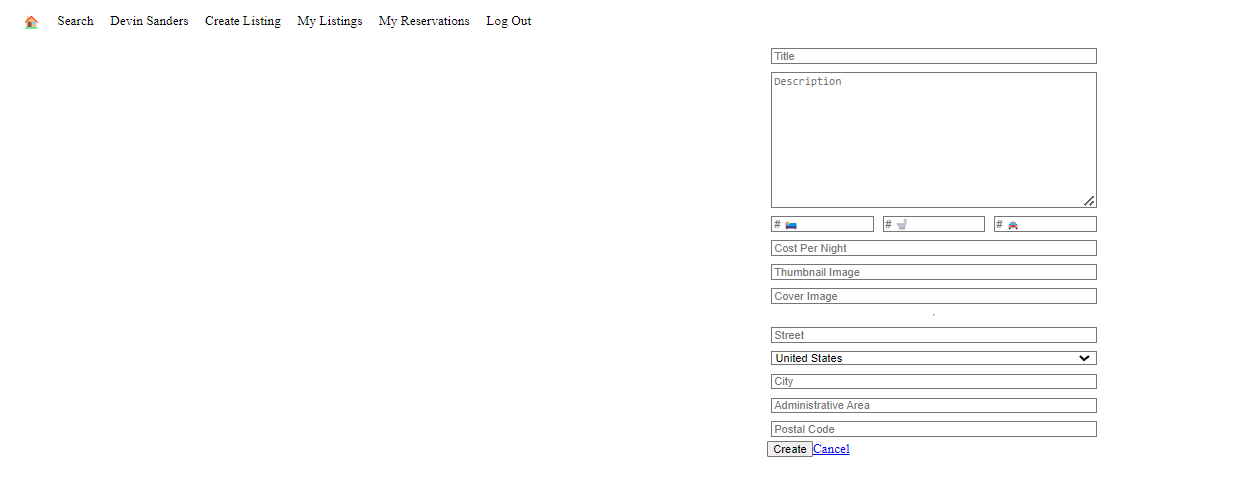 🏠 Search Devin Sanders Create Listing My Listings My Reservations Log Out
Title
Description
# 🛏️ # 🚽 # 🚘
Cost Per Night
Thumbnail Image
Cover Image
Street
United States
City
Administrative Area
Postal Code
Create Cancel